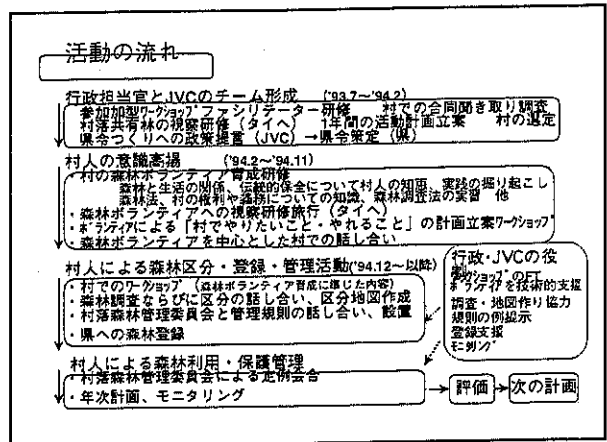 活動の流れ
行政担当官とJVCのチーム形成 ('93.7～'94.2)
参加加型ワークショップファシリテーター研修 村での合同聞き取り調査
村落共有林の視察研修（タイへ） 1年間の活動計画立案 村の選定
県令つくりへの政策提言（JVC）→県令策定（県）
村人の意識高揚 ('94.2～'94.11)
・村の森林ボランティア育成研修
森林と生活の関係、伝統的保全について村人の知恵、実践の掘り起こし
森林法、村の権利や義務についての知識、森林調査法の実習 他
・森林ボランティアへの視察研修旅行（タイへ）
・ボランティアによる「村でやりたいこと・やれること」の計画立案ワークショップ
・森林ボランティアを中心とした村での話し合い
村人による森林区分・登録・管理活動('94.12～以降)
・村でのワークショップ（森林ボランティア育成に準じた内容）
・森林調査ならびに区分の話し合い、区分地図作成
・村落森林管理委員会と管理規則の話し合い、設置
・県への森林登録
行政・JVCの役
割
ワークショップのFT
ボランティアを技術的支援
調査・地図作り協力
規則の例提示
登録支援
モニタリング
村人による森林利用・保護管理
・村落森林管理委員会による定例会合
・年次計画、モニタリング
→評価→次の計画